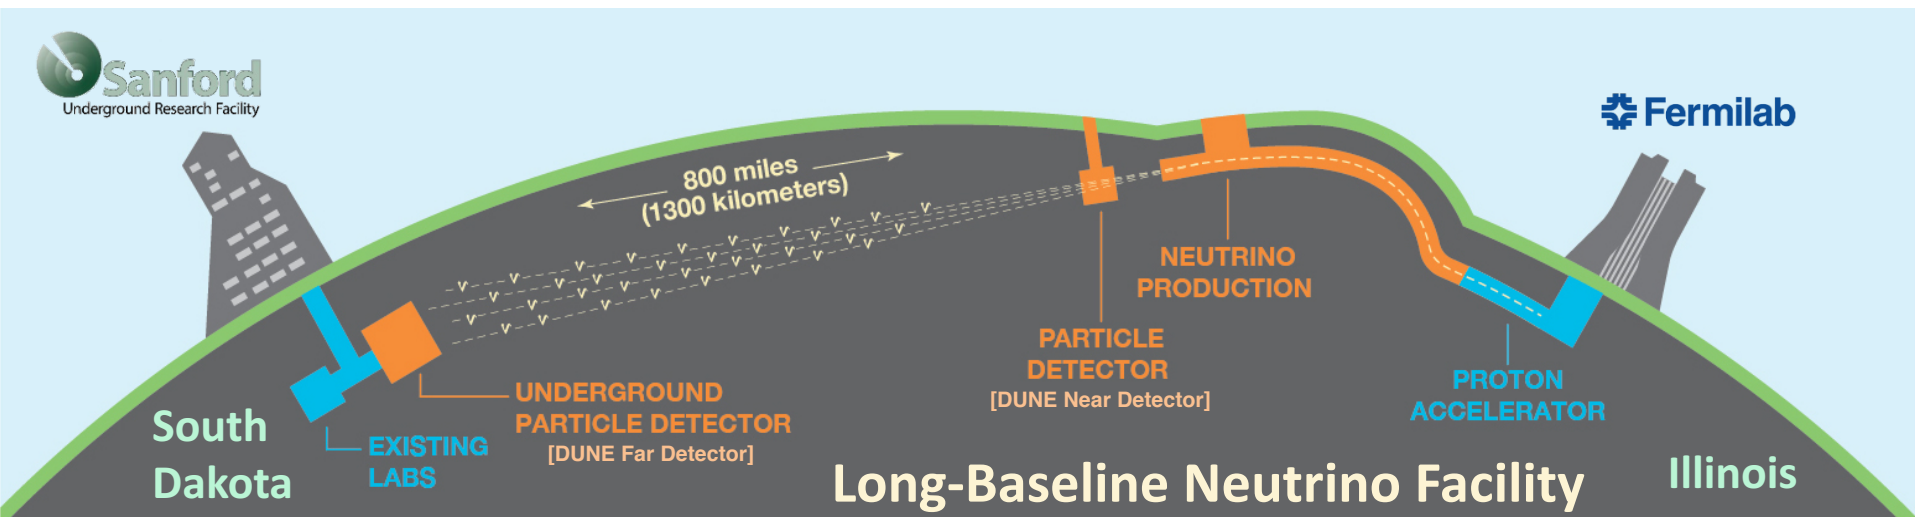 Sanford
Underground Research Facility
Fermilab
800 miles
(1300 kilometers)
NEUTRINO
PRODUCTION
PARTICLE
DETECTOR
[DUNE Near Detector]
PROTON
ACCELERATOR
UNDERGROUND
PARTICLE DETECTOR
[DUNE Far Detector]
EXISTING
LABS
South
Dakota
Long-Baseline Neutrino Facility
Illinois